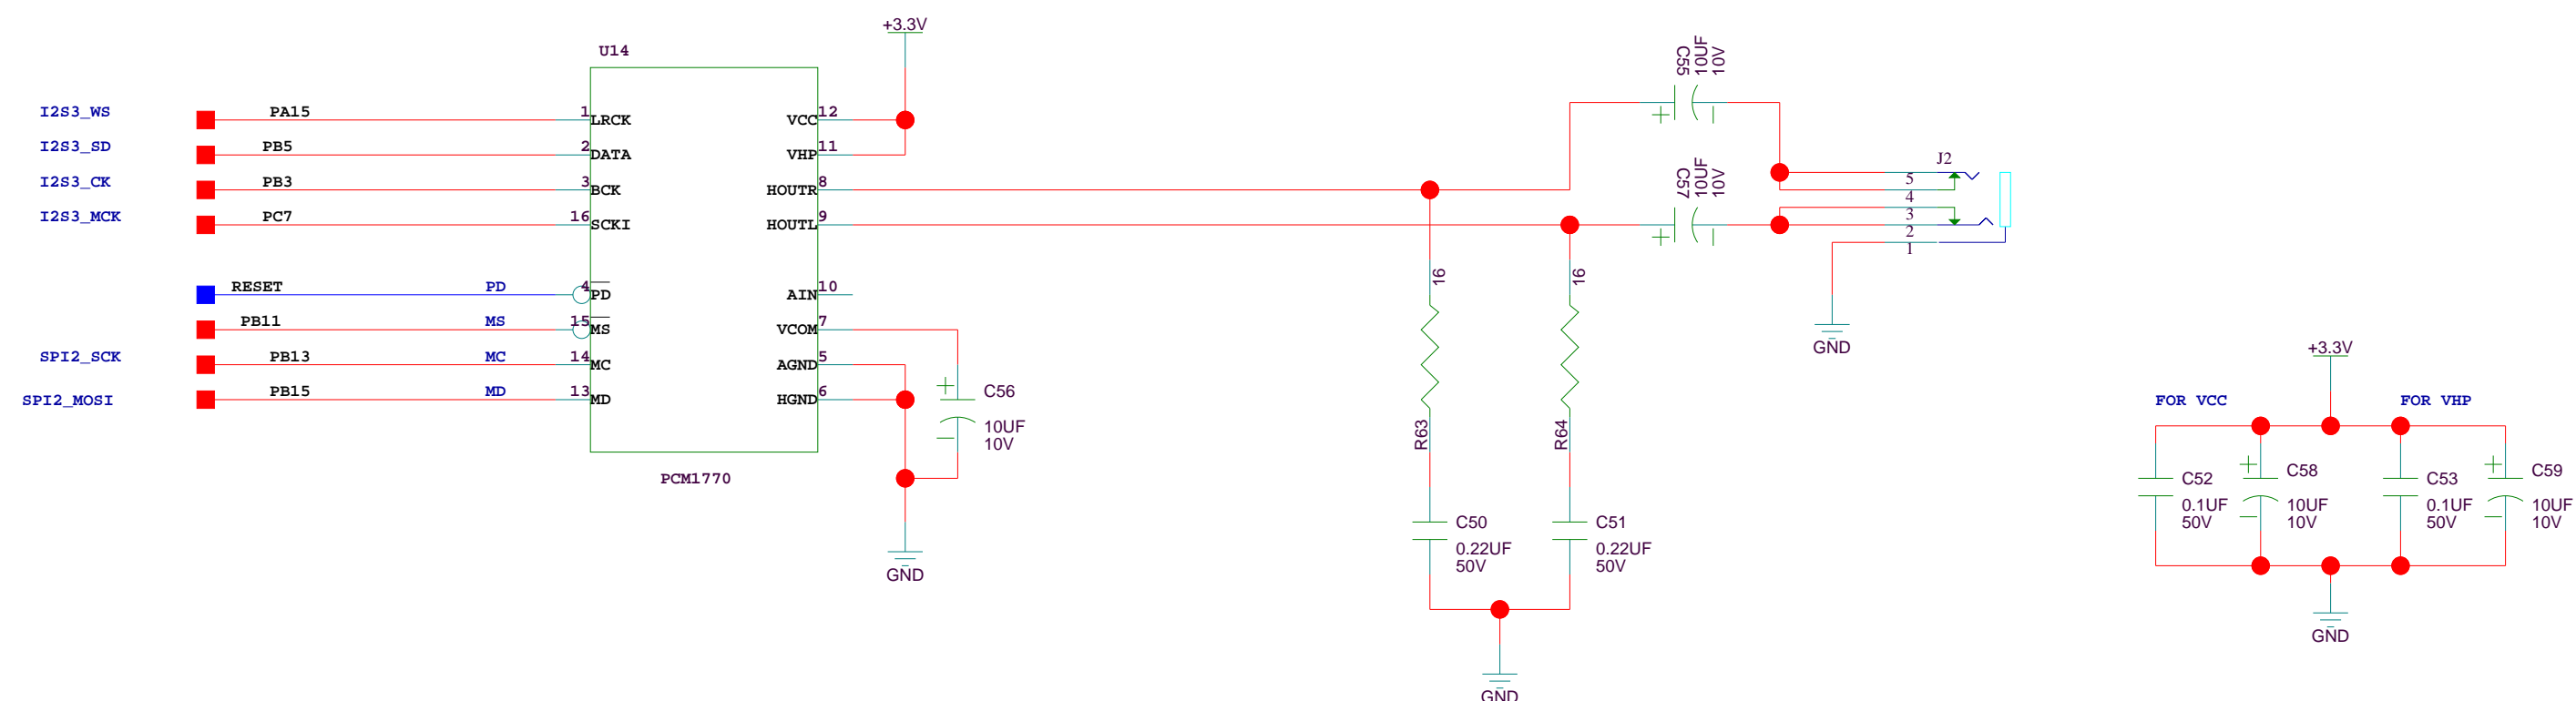 U14
+3.3V
I2S3_WS PA15 1 LRCK VCC 12
I2S3_SD PB5 2 DATA VHP 11
I2S3_CK PB3 3 BCK HOUTR 8
I2S3_MCK PC7 16 SCKI HOUTL 9
RESET PD 4 PD AIN 10
PB11 MS 15 MS VCOM 7
SPI2_SCK PB13 MC 14 MC AGND 5
SPI2_MOSI PB15 MD 13 MD HGND 6
PCM1770
+
C56
10UF
10V
−
GND
C55
10UF
10V
+ |
C57
10UF
10V
+ |
J2
5
4
3
2
1
GND
16
R63
16
R64
C50
0.22UF
50V
C51
0.22UF
50V
GND
+3.3V
FOR VCC FOR VHP
C52
0.1UF
50V
+
C58
10UF
10V
−
C53
0.1UF
50V
+
C59
10UF
10V
−
GND